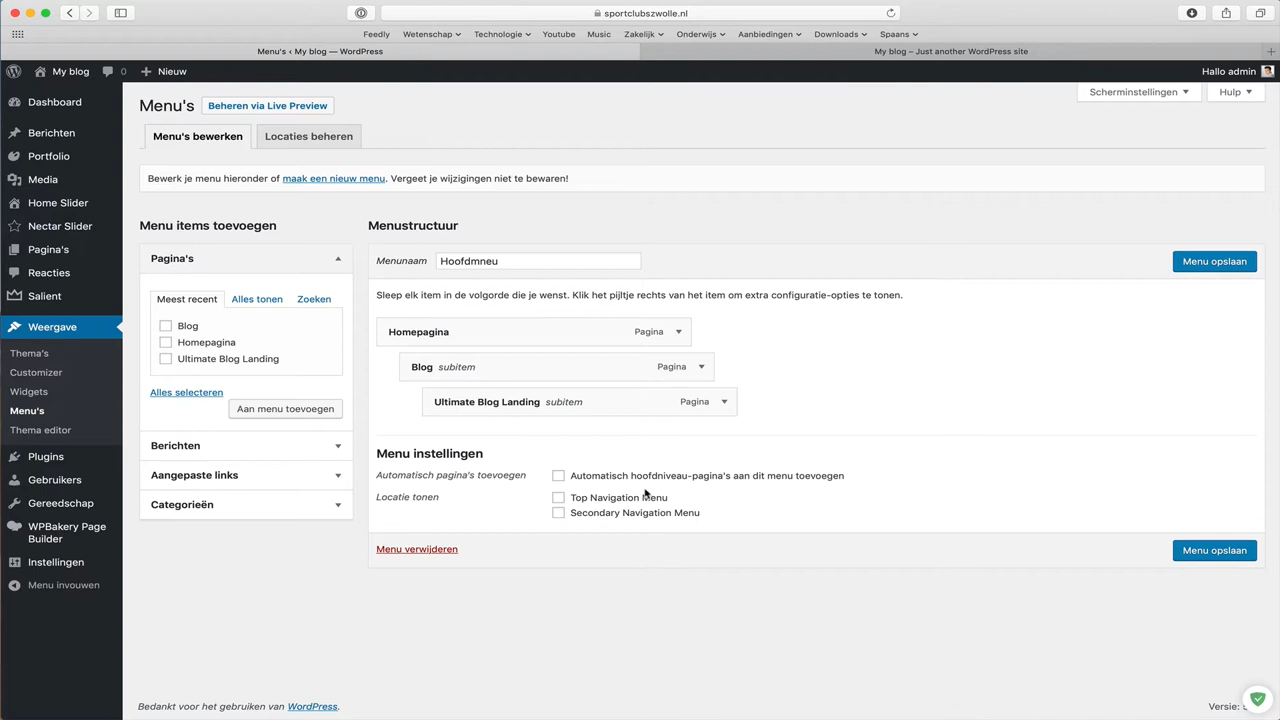 sportclubszwolle.nl
Feedly Wetenschap Technologie Youtube Music Zakelijk Onderwijs Aanbiedingen Downloads Spaans
Menu's ‹ My blog — WordPress
My blog – Just another WordPress site
My blog 0 Nieuw
Hallo admin
Dashboard
Berichten
Portfolio
Media
Home Slider
Nectar Slider
Pagina's
Reacties
Salient
Weergave
Thema's
Customizer
Widgets
Menu's
Thema editor
Plugins
Gebruikers
Gereedschap
WPBakery Page
Builder
Instellingen
Menu invouwen
Scherminstellingen
Hulp
Menu's
Beheren via Live Preview
Menu's bewerken
Locaties beheren
Bewerk je menu hieronder of maak een nieuw menu. Vergeet je wijzigingen niet te bewaren!
Menu items toevoegen
Pagina's
Meest recent Alles tonen Zoeken
Blog
Homepagina
Ultimate Blog Landing
Alles selecteren
Aan menu toevoegen
Berichten
Aangepaste links
Categorieën
Menustructuur
Menunaam Hoofdmneu
Menu opslaan
Sleep elk item in de volgorde die je wenst. Klik het pijltje rechts van het item om extra configuratie-opties te tonen.
Homepagina Pagina
Blog subitem Pagina
Ultimate Blog Landing subitem Pagina
Menu instellingen
Automatisch pagina's toevoegen Automatisch hoofdniveau-pagina's aan dit menu toevoegen
Locatie tonen Top Navigation Menu
Secondary Navigation Menu
Menu verwijderen
Menu opslaan
Bedankt voor het gebruiken van WordPress.
Versie: